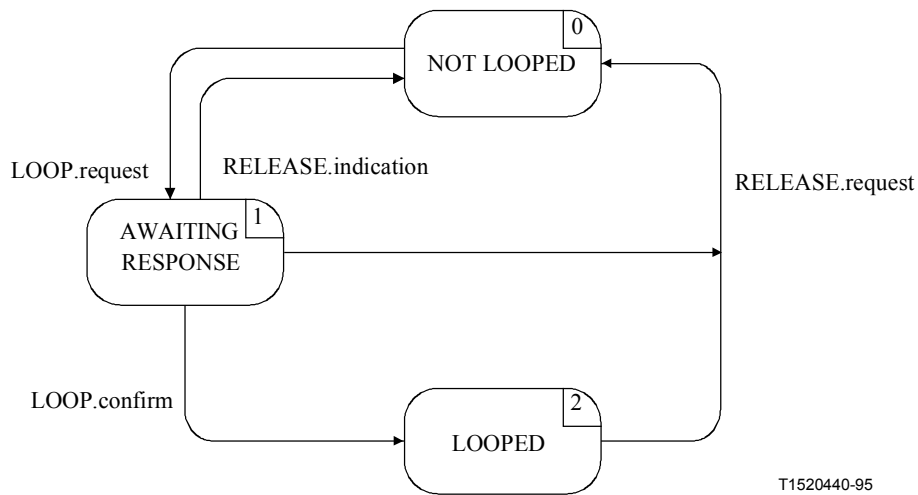 0
NOT LOOPED
LOOP.request
RELEASE.indication
RELEASE.request
1
AWAITING
RESPONSE
LOOP.confirm
2
LOOPED
T1520440-95